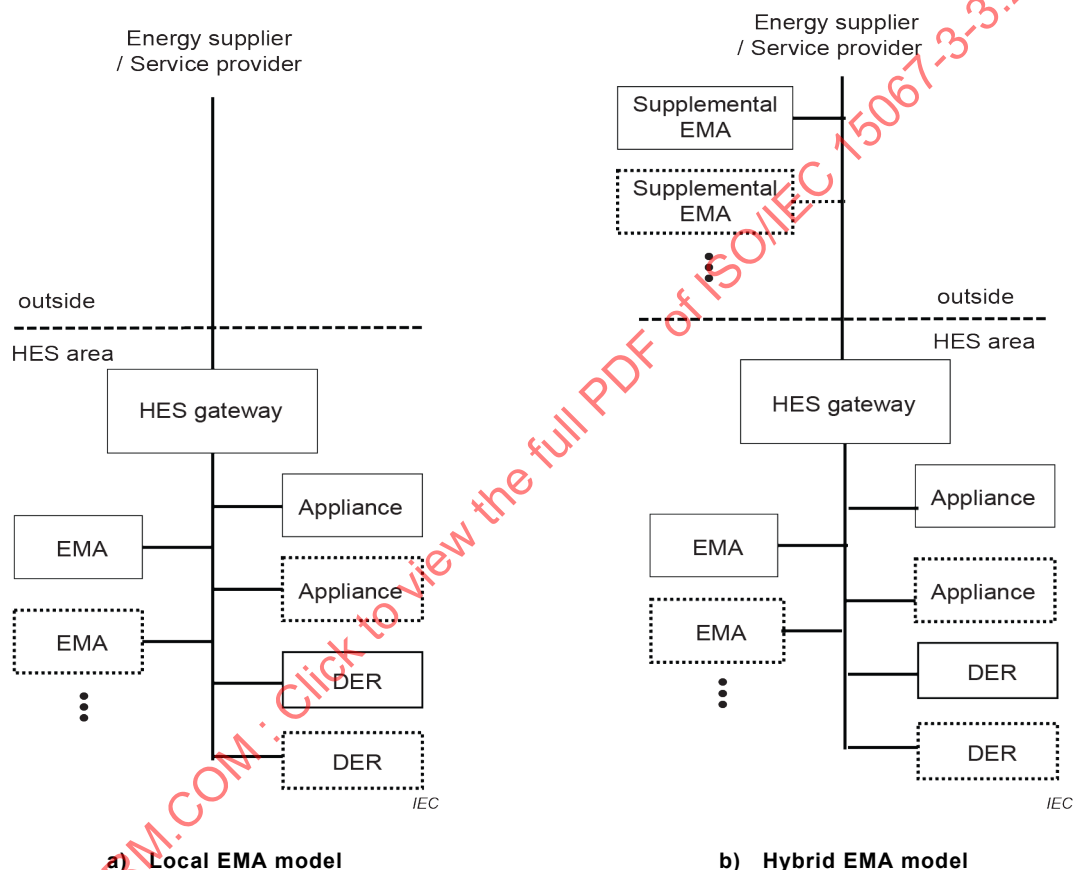 Energy supplier
/ Service provider
outside
HES area
HES gateway
Appliance
EMA
Appliance
EMA
DER
DER
IEC
a) Local EMA model
Energy supplier
/ Service provider
Supplemental
EMA
Supplemental
EMA
outside
HES area
HES gateway
Appliance
EMA
Appliance
EMA
DER
DER
IEC
b) Hybrid EMA model
RM.COM : Click to view the full PDF of ISO/IEC 15067-3-3:2